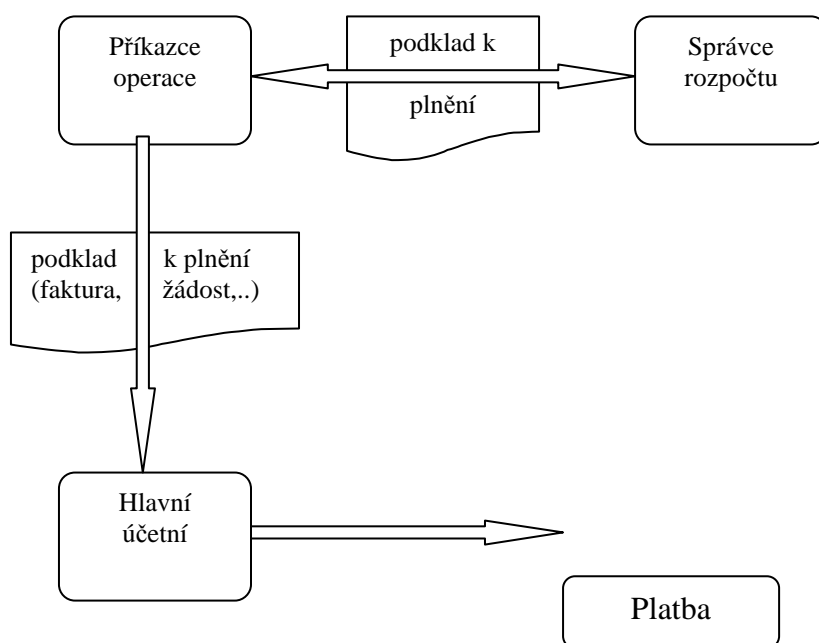 Příkazce
operace
podklad k
plnění
Správce
rozpočtu
podklad k plnění
(faktura, žádost,..)
Hlavní
účetní
Platba